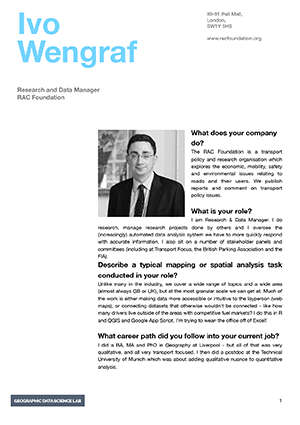 Ivo
Wengraf
89-91 Pall Mall,
London,
SW1Y 5HS
www.racfoundation.org
Research and Data Manager
RAC Foundation
What does your company
do?
The RAC Foundation is a transport
policy and research organisation which
explores the economic, mobility, safety
and environmental issues relating to
roads and their users. We publish
reports and comment on transport
policy issues.
What is your role?
I am Research & Data Manager. I do
research, manage research projects done by others and I oversee the
(increasingly) automated data analysis system we have to more quickly respond
with accurate information. I also sit on a number of stakeholder panels and
committees (including at Transport Focus, the British Parking Association and the
FIA).
Describe a typical mapping or spatial analysis task
conducted in your role?
Unlike many in the industry, we cover a wide range of topics and a wide area
(almost always GB or UK), but at the most granular scale we can get at. Much of
the work is either making data more accessible or intuitive to the layperson (web
maps), or connecting datasets that otherwise wouldn't be connected - like how
many drivers live outside of the areas with competitive fuel markets? I do this in R
and QGIS and Google App Script. I'm trying to wear the office off of Excel!
What career path did you follow into your current job?
I did a BA, MA and PhD in Geography at Liverpool - but all of that was very
qualitative, and all very transport focused. I then did a postdoc at the Technical
University of Munich which was about adding qualitative nuance to quantitative
analysis.
GEOGRAPHIC DATA SCIENCE LAB
1